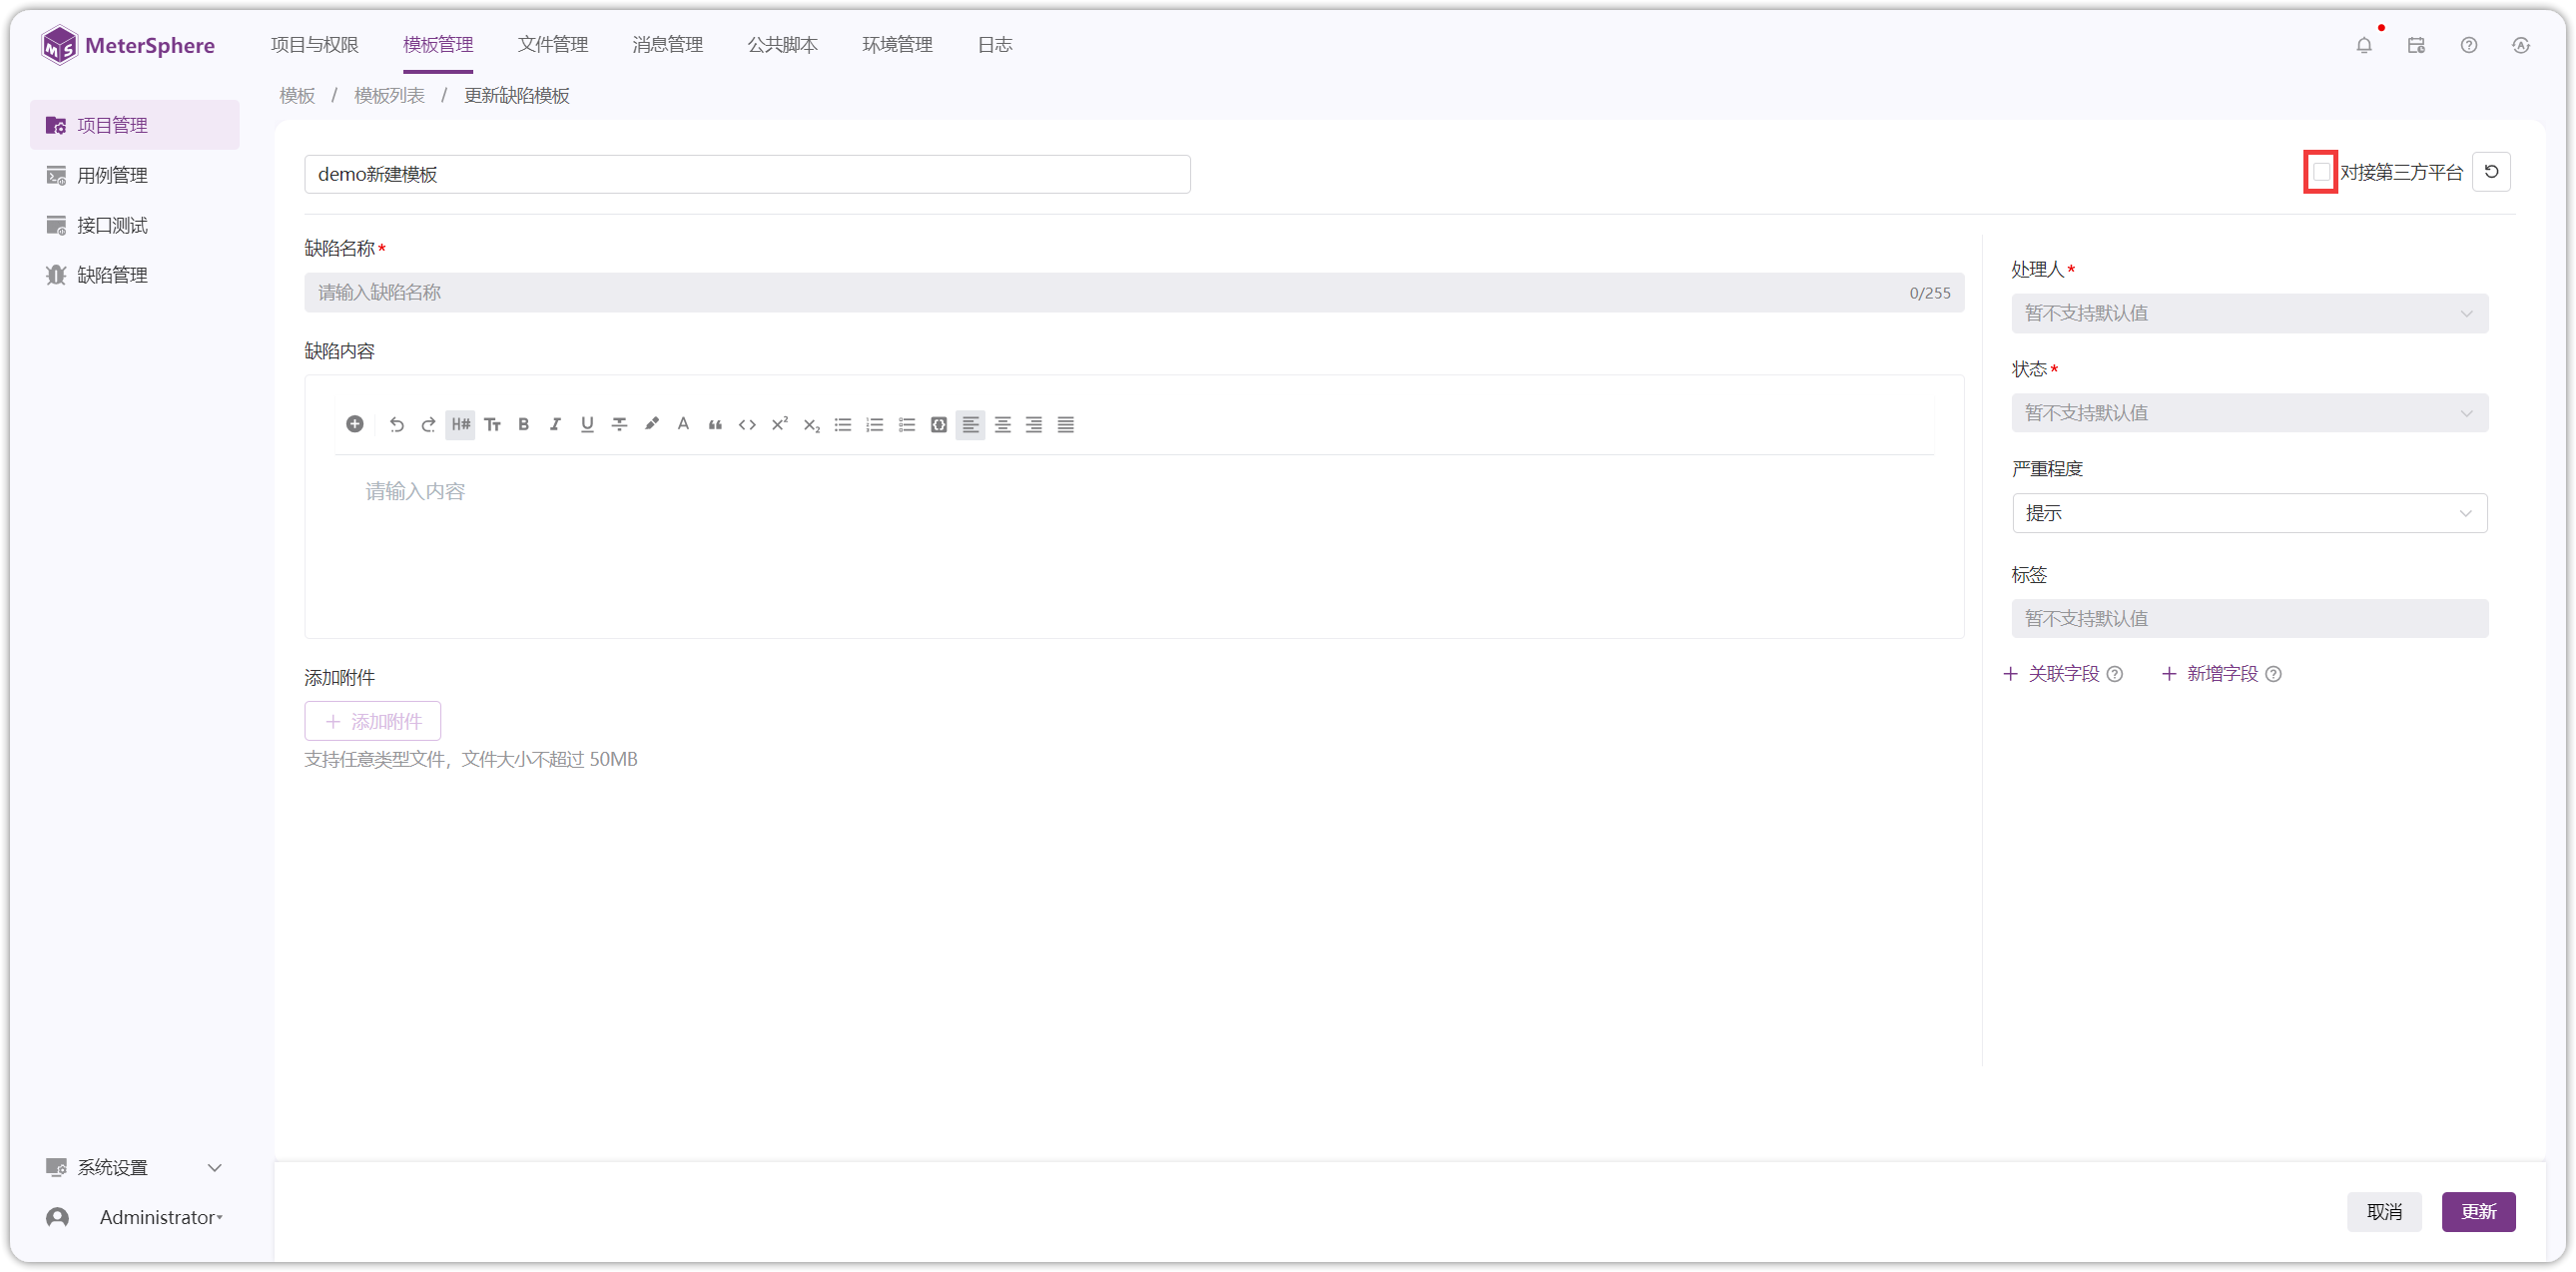 MeterSphere
项目与权限 模板管理 文件管理 消息管理 公共脚本 环境管理 日志
模板 / 模板列表 / 更新缺陷模板
项目管理
用例管理
接口测试
缺陷管理
demo新建模板
对接第三方平台
缺陷名称*
请输入缺陷名称 0/255
缺陷内容
H# Tт B I U A “ <> X² X₂
请输入内容
添加附件
+ 添加附件
支持任意类型文件，文件大小不超过 50MB
处理人*
暂不支持默认值
状态*
暂不支持默认值
严重程度
提示
标签
暂不支持默认值
+ 关联字段 ? + 新增字段 ?
系统设置
Administrator
取消 更新